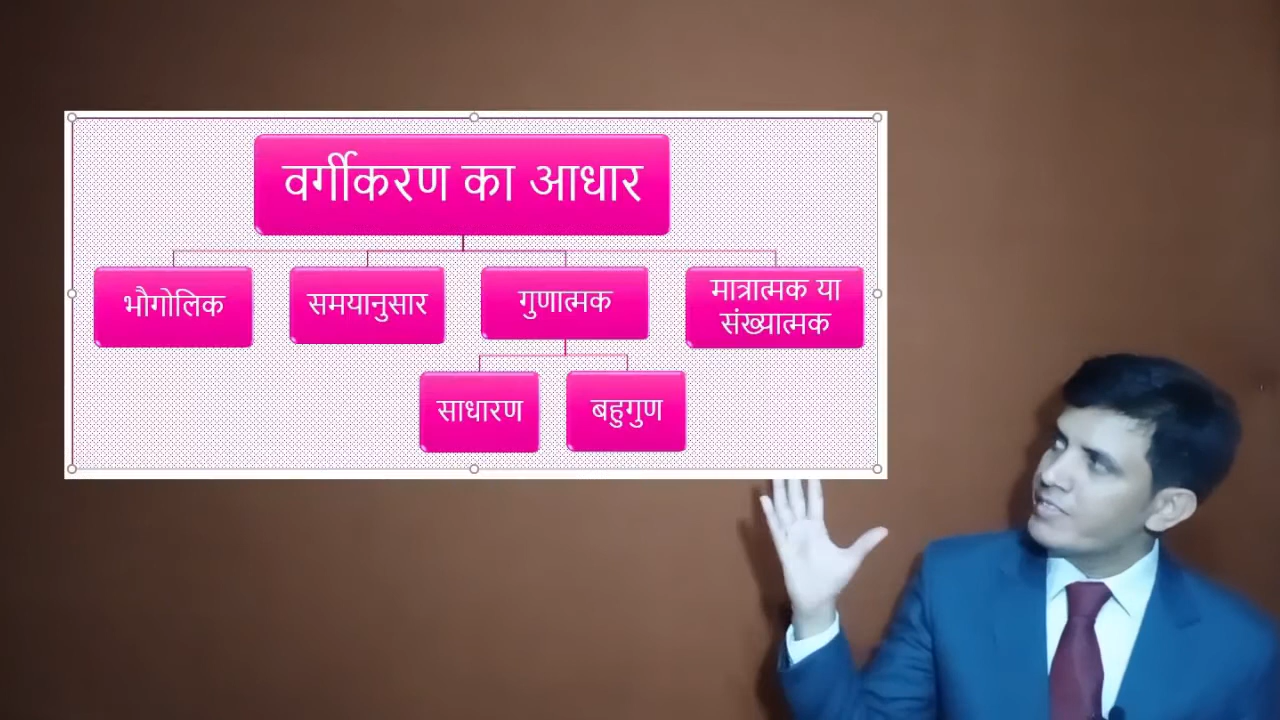 वर्गीकरण का आधार
भौगोलिक
समयानुसार
गुणात्मक
मात्रात्मक या
संख्यात्मक
साधारण
बहुगुण